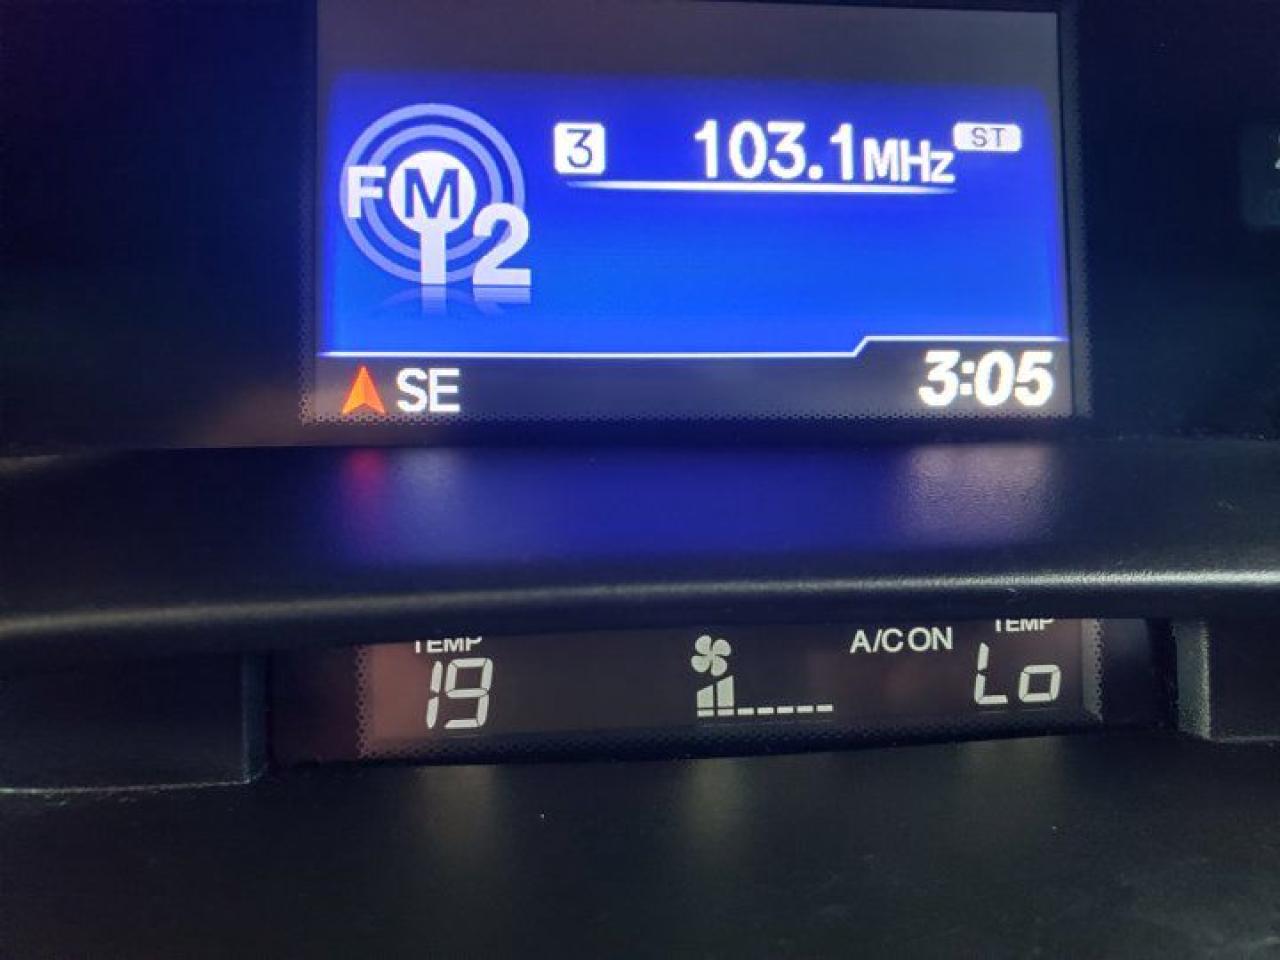 3 103.1MHz ST
FM 2
SE 3:05
TEMP A/C ON TEMP
19 Lo